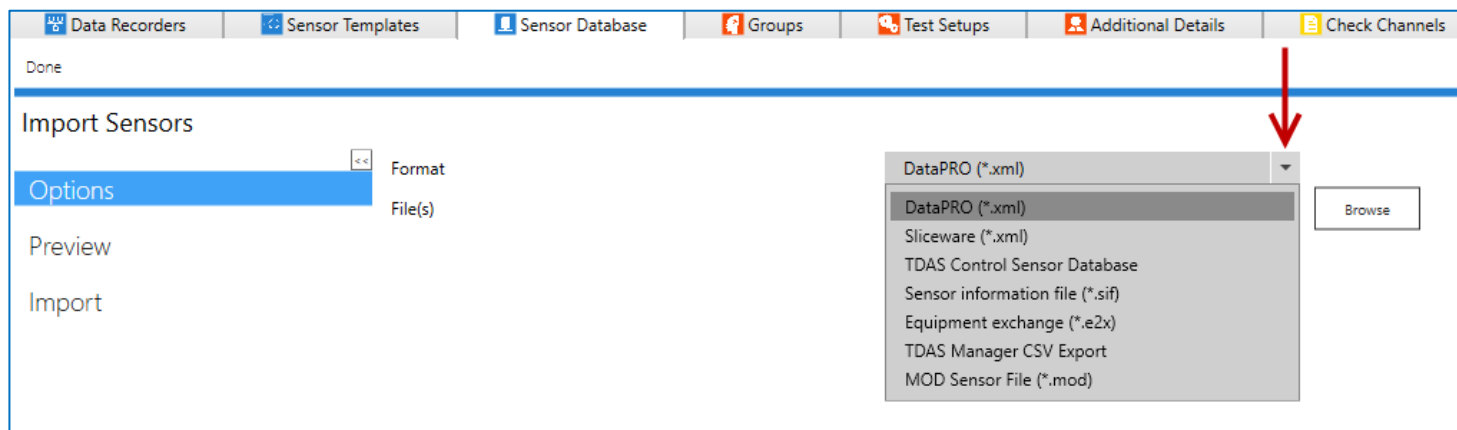 Data Recorders Sensor Templates Sensor Database Groups Test Setups Additional Details Check Channels
Done
Import Sensors
<<
Format
DataPRO (*.xml)
Options
File(s)
DataPRO (*.xml)
Browse
Sliceware (*.xml)
Preview
TDAS Control Sensor Database
Sensor information file (*.sif)
Import
Equipment exchange (*.e2x)
TDAS Manager CSV Export
MOD Sensor File (*.mod)